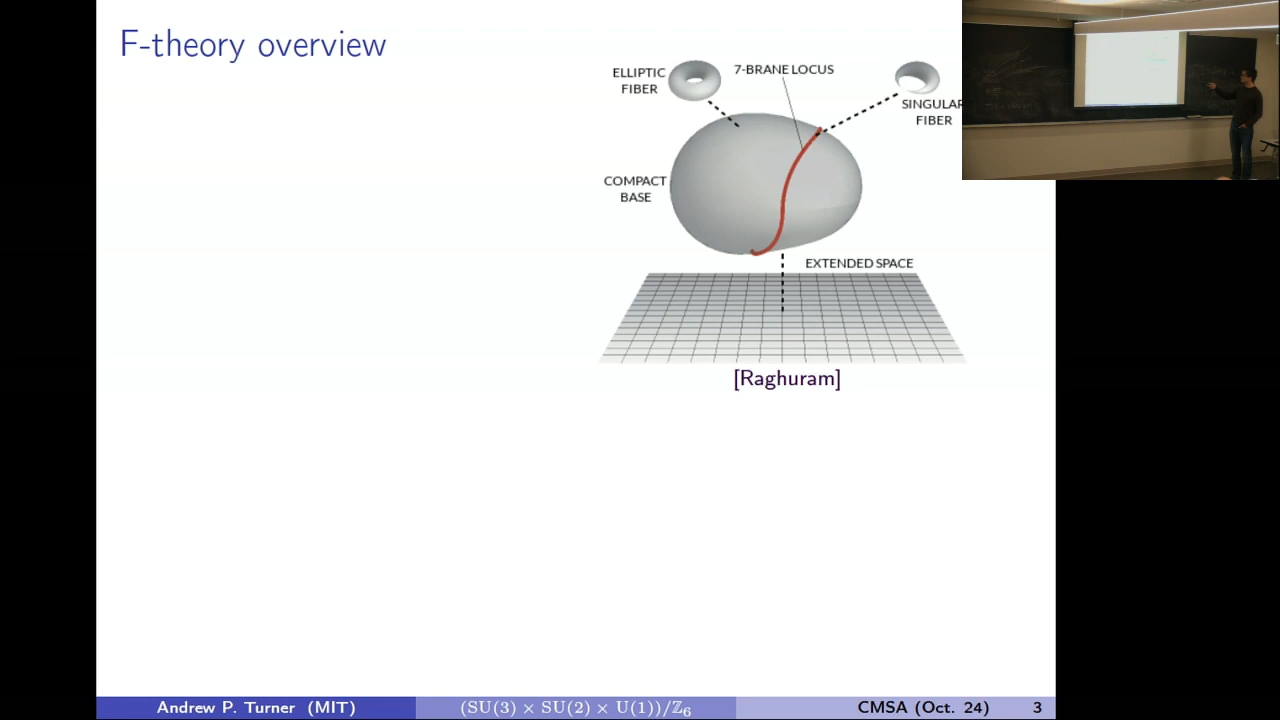 F-theory overview
ELLIPTIC
FIBER
7-BRANE LOCUS
SINGULAR
FIBER
COMPACT
BASE
EXTENDED SPACE
[Raghuram]
Andrew P. Turner (MIT)
(SU(3) × SU(2) × U(1))/ℤ₆
CMSA (Oct. 24)
3